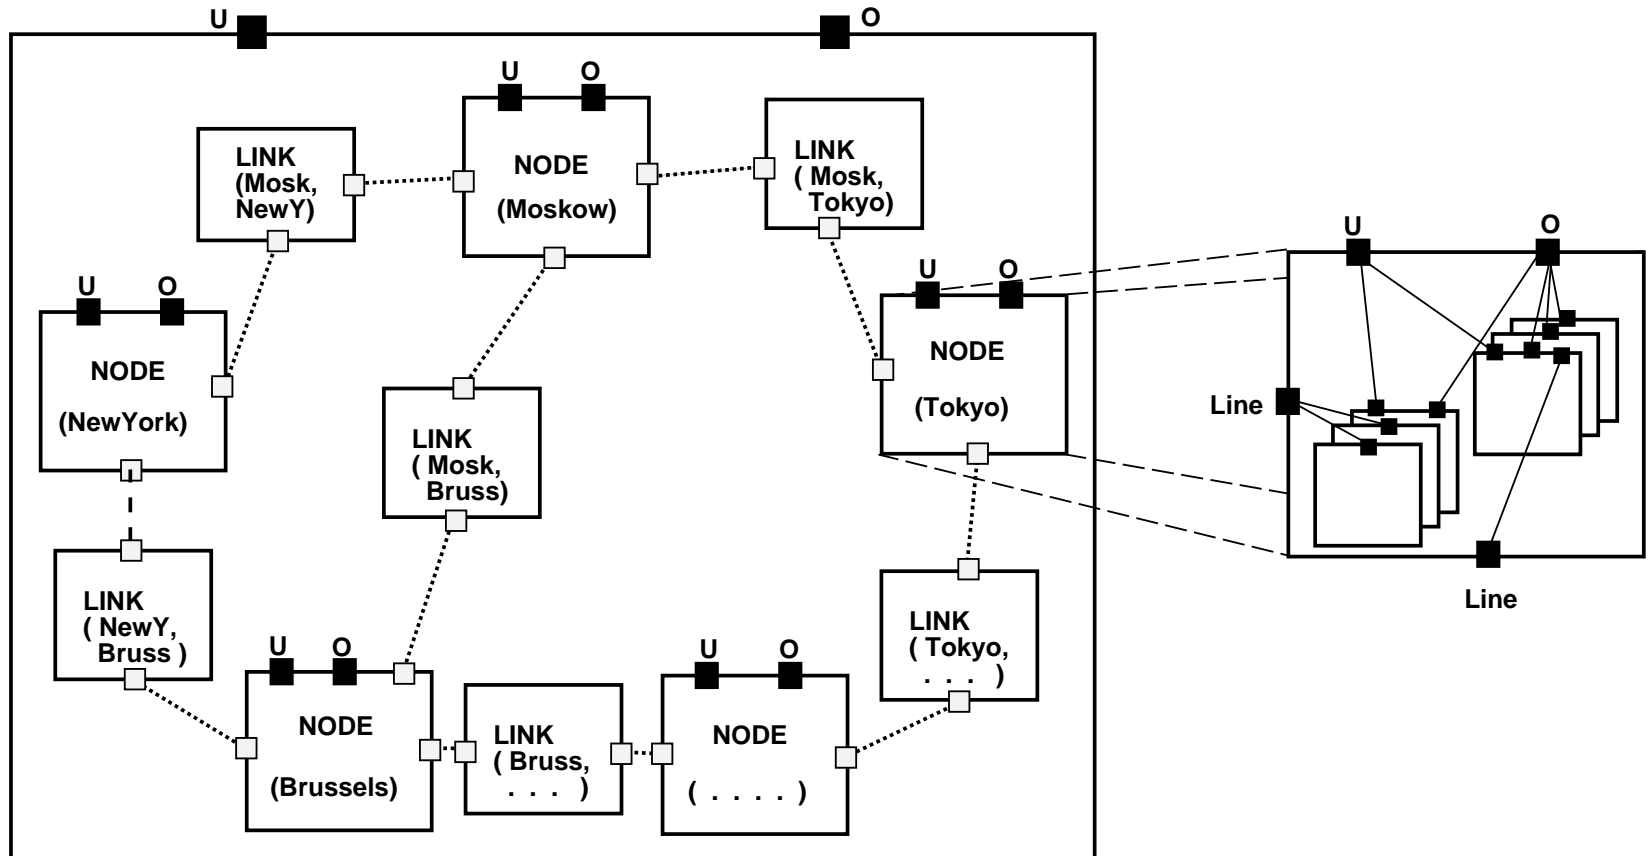 U
O
U
O
LINK
(Mosk,
NewY)
NODE
(Moskow)
LINK
( Mosk,
Tokyo)
U
O
NODE
(NewYork)
U
O
NODE
(Tokyo)
U
O
Line
Line
LINK
( Mosk,
Bruss)
LINK
( NewY,
Bruss )
U
O
NODE
(Brussels)
LINK
( Bruss,
. . . )
U
O
NODE
( . . . . )
LINK
( Tokyo,
. . . )